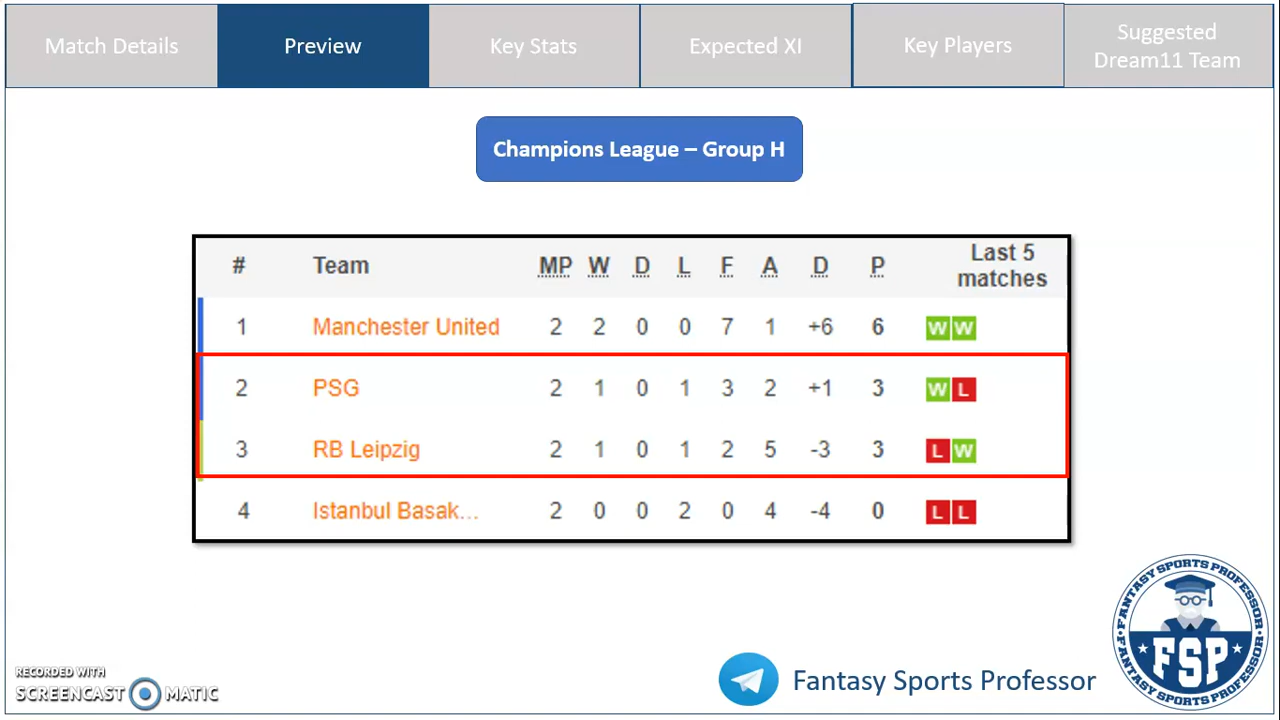 Match Details
Preview
Key Stats
Expected XI
Key Players
Suggested
Dream11 Team
Champions League – Group H
# Team MP W D L F A D P Last 5
matches
1 Manchester United 2 2 0 0 7 1 +6 6 W W
2 PSG 2 1 0 1 3 2 +1 3 W L
3 RB Leipzig 2 1 0 1 2 5 -3 3 L W
4 Istanbul Basak... 2 0 0 2 0 4 -4 0 L L
RECORDED WITH
SCREENCAST MATIC
Fantasy Sports Professor
•FANTASY SPORTS PROFESSOR•
FANTASY SPORTS PROFESSOR
FSP